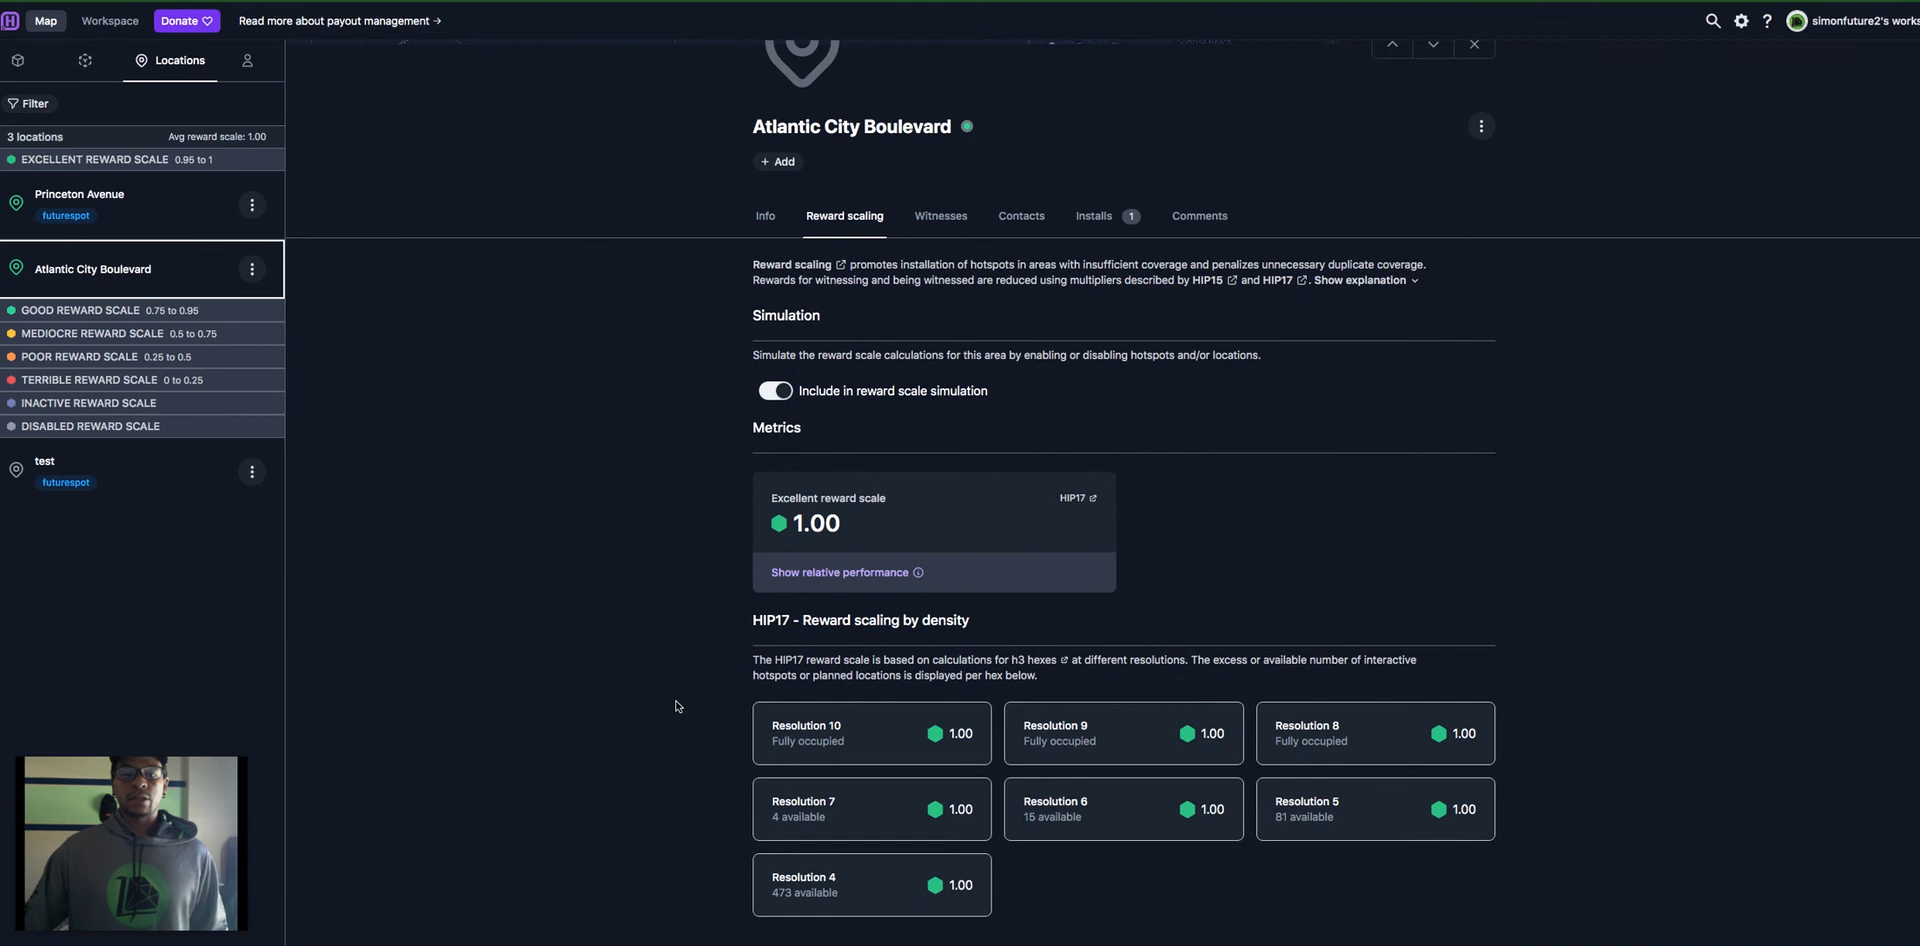 Map
Workspace
Donate
Read more about payout management →
simonfuture2's works
Locations
Filter
3 locations
Avg reward scale: 1.00
EXCELLENT REWARD SCALE 0.95 to 1
Princeton Avenue
futurespot
Atlantic City Boulevard
GOOD REWARD SCALE 0.75 to 0.95
MEDIOCRE REWARD SCALE 0.5 to 0.75
POOR REWARD SCALE 0.25 to 0.5
TERRIBLE REWARD SCALE 0 to 0.25
INACTIVE REWARD SCALE
DISABLED REWARD SCALE
test
futurespot
Atlantic City Boulevard
+ Add
Info
Reward scaling
Witnesses
Contacts
Installs 1
Comments
Reward scaling promotes installation of hotspots in areas with insufficient coverage and penalizes unnecessary duplicate coverage.
Rewards for witnessing and being witnessed are reduced using multipliers described by HIP15 and HIP17. Show explanation
Simulation
Simulate the reward scale calculations for this area by enabling or disabling hotspots and/or locations.
Include in reward scale simulation
Metrics
Excellent reward scale
HIP17
1.00
Show relative performance
HIP17 - Reward scaling by density
The HIP17 reward scale is based on calculations for h3 hexes at different resolutions. The excess or available number of interactive
hotspots or planned locations is displayed per hex below.
Resolution 10
Fully occupied
1.00
Resolution 9
Fully occupied
1.00
Resolution 8
Fully occupied
1.00
Resolution 7
4 available
1.00
Resolution 6
15 available
1.00
Resolution 5
81 available
1.00
Resolution 4
473 available
1.00